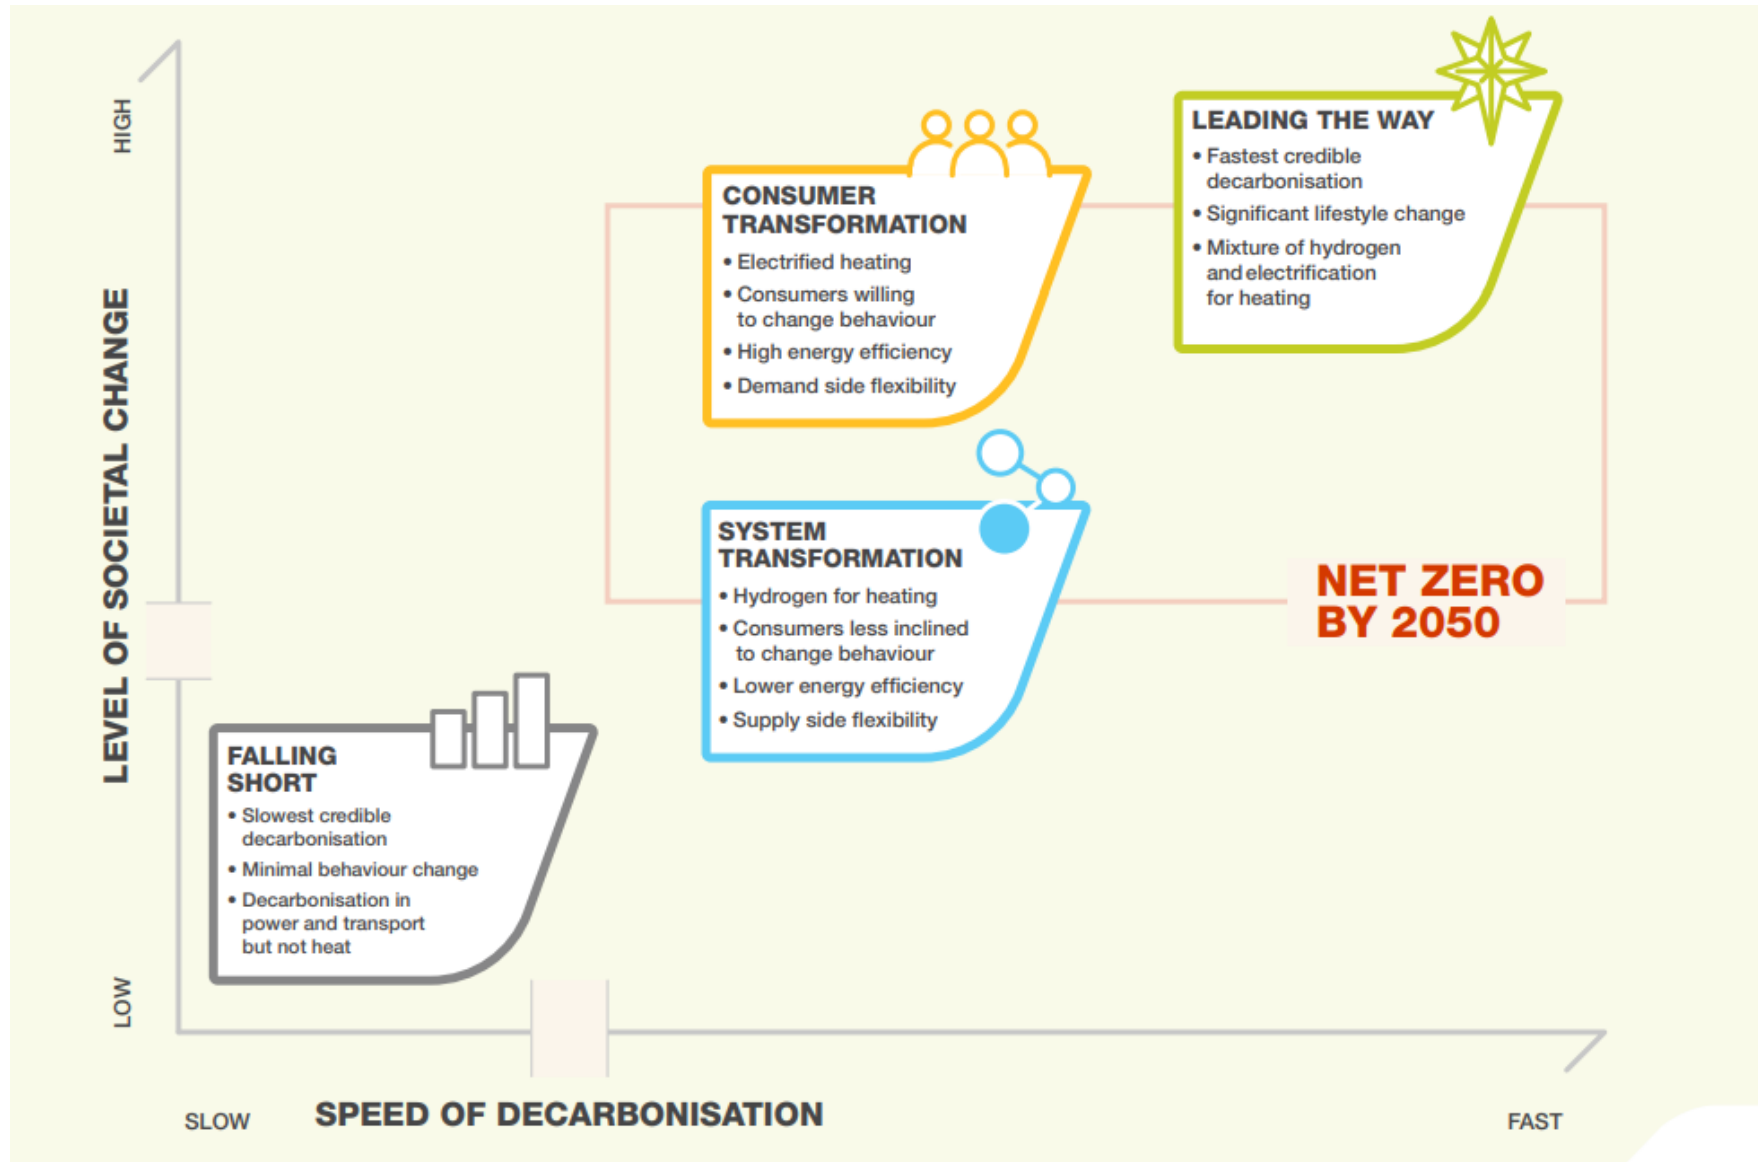 HIGH
LEVEL OF SOCIETAL CHANGE
LOW
LEADING THE WAY
• Fastest credible
decarbonisation
• Significant lifestyle change
• Mixture of hydrogen
and electrification
for heating
CONSUMER
TRANSFORMATION
• Electrified heating
• Consumers willing
to change behaviour
• High energy efficiency
• Demand side flexibility
SYSTEM
TRANSFORMATION
• Hydrogen for heating
• Consumers less inclined
to change behaviour
• Lower energy efficiency
• Supply side flexibility
NET ZERO
BY 2050
FALLING
SHORT
• Slowest credible
decarbonisation
• Minimal behaviour change
• Decarbonisation in
power and transport
but not heat
SLOW
SPEED OF DECARBONISATION
FAST